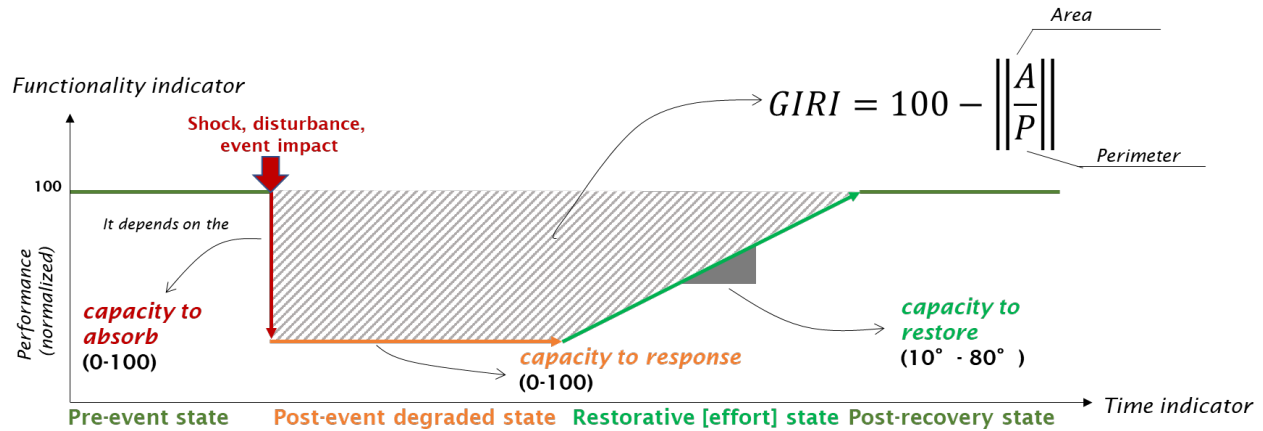 Area
Functionality indicator
GIRI = 100 − ‖A/P‖
Shock, disturbance,
event impact
Perimeter
100
It depends on the
Performance
(normalized)
capacity to
absorb
(0-100)
capacity to response
(0-100)
capacity to
restore
(10°- 80°)
Pre-event state
Post-event degraded state
Restorative [effort] state
Post-recovery state
Time indicator